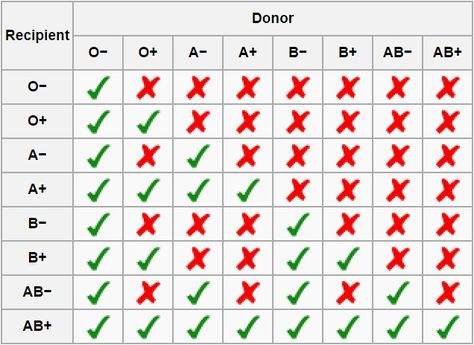 Recipient
Donor
O− O+ A− A+ B− B+ AB− AB+
O−
O+
A−
A+
B−
B+
AB−
AB+